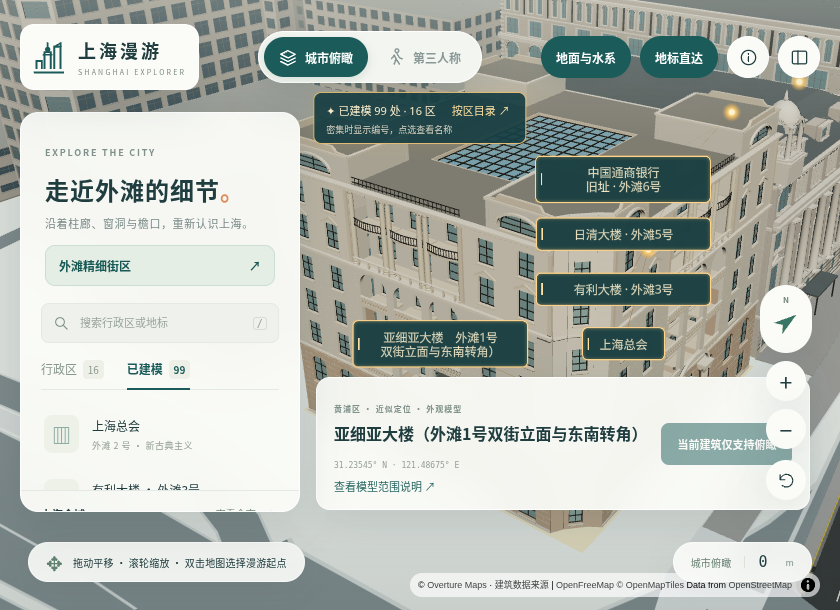 上海漫游
SHANGHAI EXPLORER
城市俯瞰
第三人称
地面与水系
地标直达
✦ 已建模 99 处 · 16 区 按区目录 ↗
密集时显示编号，点选查看名称
EXPLORE THE CITY
走近外滩的细节。
沿着柱廊、窗洞与檐口，重新认识上海。
外滩精细街区 ↗
搜索行政区或地标 /
行政区 16
已建模 99
上海总会
外滩 2 号 · 新古典主义
有利大楼 · 外滩3号
中国通商银行
旧址 · 外滩6号
日清大楼 · 外滩5号
有利大楼 · 外滩3号
亚细亚大楼 外滩1号
双街立面与东南转角）
上海总会
N
黄浦区 · 近似定位 · 外观模型
亚细亚大楼（外滩1号双街立面与东南转角）
31.23545° N · 121.48675° E
查看模型范围说明 ↗
当前建筑仅支持俯瞰
拖动平移 · 滚轮缩放 · 双击地图选择漫游起点
城市俯瞰 0 m
© Overture Maps · 建筑数据来源 | OpenFreeMap © OpenMapTiles Data from OpenStreetMap